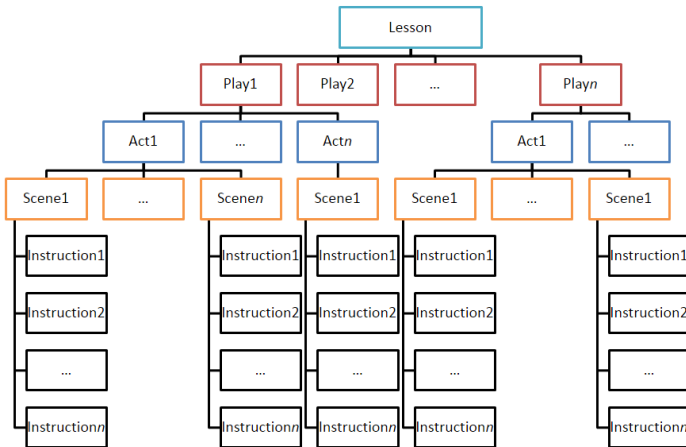 Lesson
Play1 Play2 ... Playn
Act1 ... Actn Act1 ...
Scene1 ... Scenen Scene1 Scene1 ... Scene1
Instruction1 Instruction1 Instruction1 Instruction1 Instruction1
Instruction2 Instruction2 Instruction2 Instruction2 Instruction2
... ... ... ... ...
Instructionn Instructionn Instructionn Instructionn Instructionn